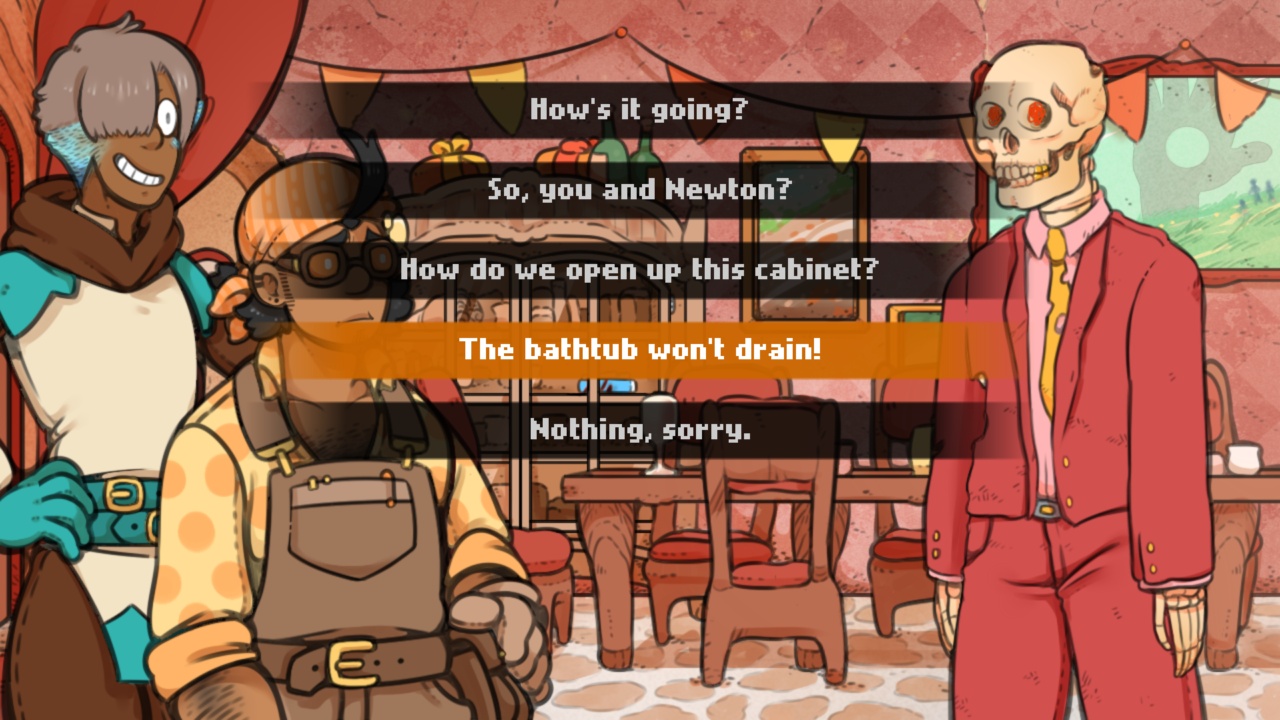 How's it going?
So, you and Newton?
How do we open up this cabinet?
The bathtub won't drain!
Nothing, sorry.